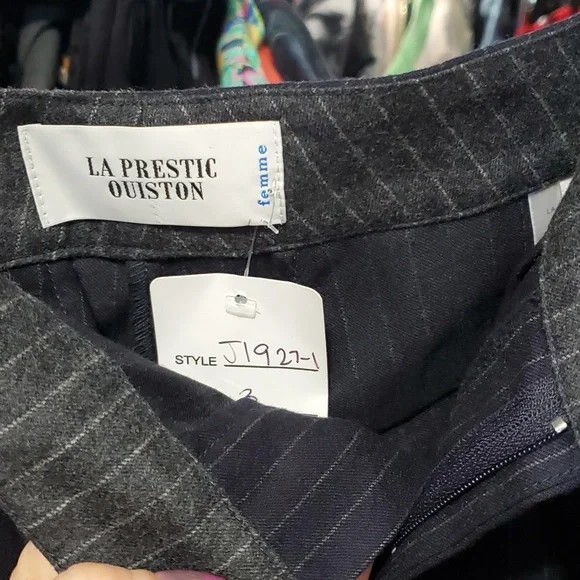 LA PRESTIC
OUISTON
femme
STYLE J1927-1